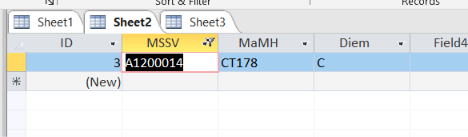 Sort & Filter Records
Sheet1 Sheet2 Sheet3
ID MSSV MaMH Diem Field4
3 A1200014 CT178 C
* (New)